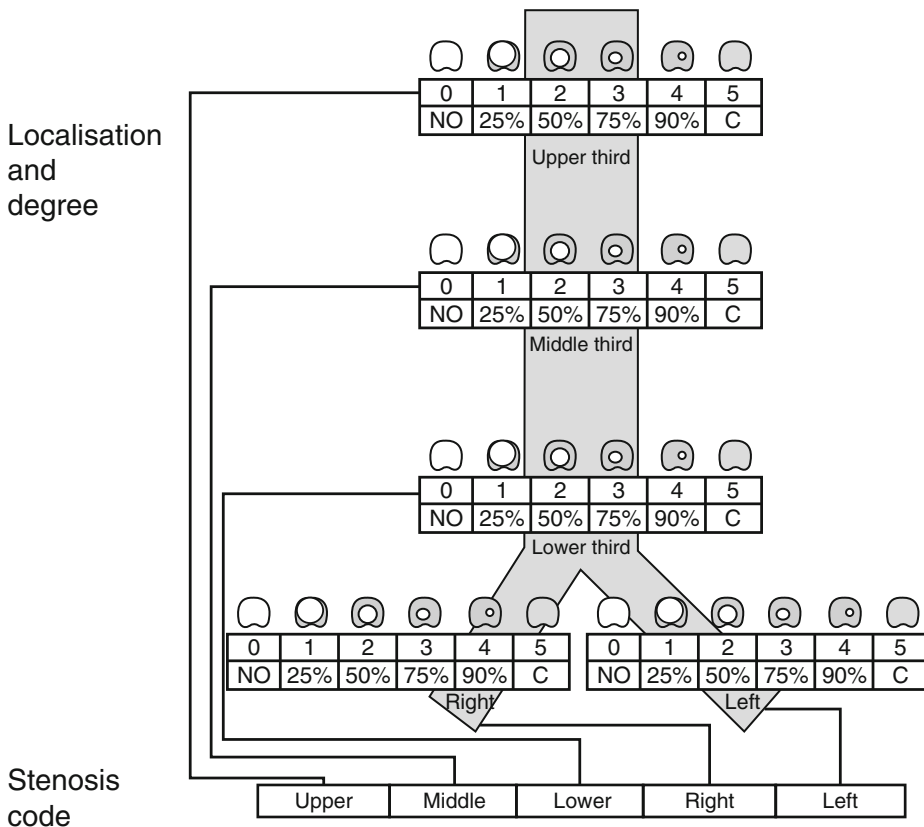 0 1 2 3 4 5
NO 25% 50% 75% 90% C
Localisation
and
degree
Upper third
0 1 2 3 4 5
NO 25% 50% 75% 90% C
Middle third
0 1 2 3 4 5
NO 25% 50% 75% 90% C
Lower third
0 1 2 3 4 5 0 1 2 3 4 5
NO 25% 50% 75% 90% C NO 25% 50% 75% 90% C
Right Left
Stenosis
code
Upper Middle Lower Right Left